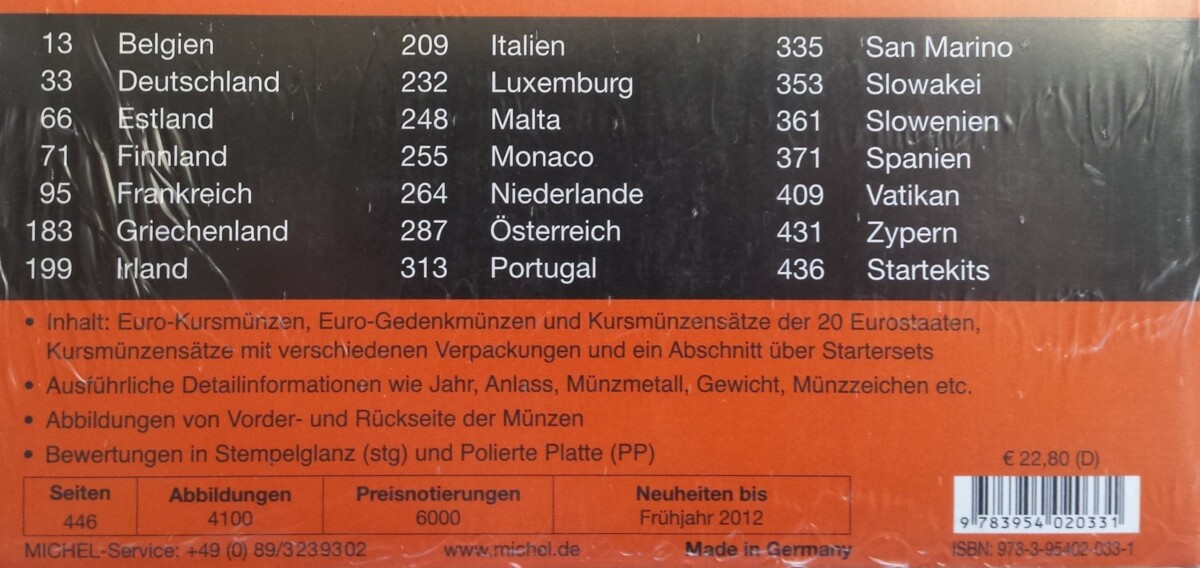 13 Belgien
33 Deutschland
66 Estland
71 Finnland
95 Frankreich
183 Griechenland
199 Irland
209 Italien
232 Luxemburg
248 Malta
255 Monaco
264 Niederlande
287 Österreich
313 Portugal
335 San Marino
353 Slowakei
361 Slowenien
371 Spanien
409 Vatikan
431 Zypern
436 Startekits
• Inhalt: Euro-Kursmünzen, Euro-Gedenkmünzen und Kursmünzensätze der 20 Eurostaaten,
Kursmünzensätze mit verschiedenen Verpackungen und ein Abschnitt über Startersets
• Ausführliche Detailinformationen wie Jahr, Anlass, Münzmetall, Gewicht, Münzzeichen etc.
• Abbildungen von Vorder- und Rückseite der Münzen
• Bewertungen in Stempelglanz (stg) und Polierte Platte (PP)
€ 22,80 (D)
Seiten Abbildungen Preisnotierungen Neuheiten bis
446 4100 6000 Frühjahr 2012
9 783954 020331
MICHEL-Service: +49 (0) 89/3239302 www.michel.de Made in Germany ISBN: 978-3-95402-033-1